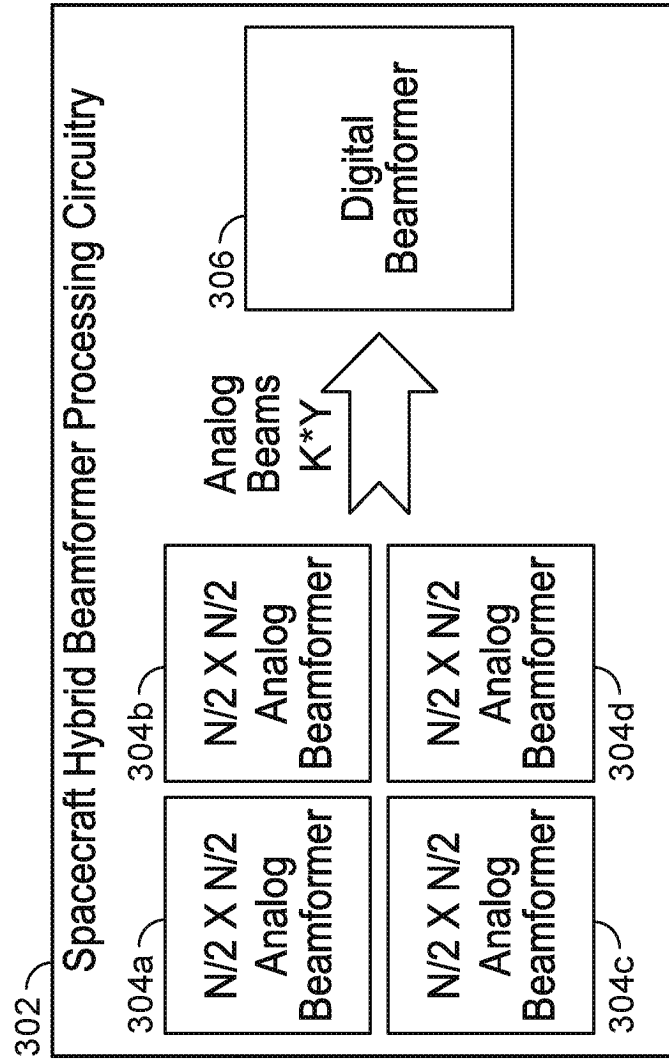 302
Spacecraft Hybrid Beamformer Processing Circuitry
304a
N/2 X N/2
Analog
Beamformer
304b
N/2 X N/2
Analog
Beamformer
304c
N/2 X N/2
Analog
Beamformer
304d
N/2 X N/2
Analog
Beamformer
Analog
Beams
K*Y
306
Digital
Beamformer